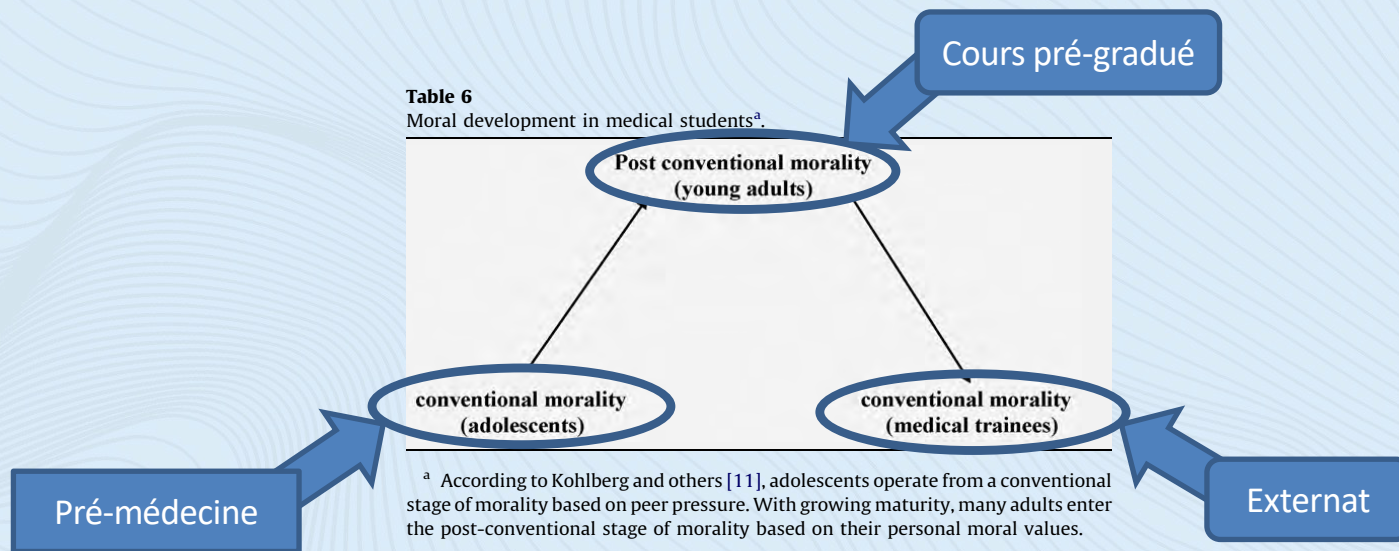 Cours pré-gradué
Table 6
Moral development in medical studentsᵃ.
Post conventional morality
(young adults)
conventional morality
(adolescents)
conventional morality
(medical trainees)
Pré-médecine
Externat
ᵃ According to Kohlberg and others [11], adolescents operate from a conventional
stage of morality based on peer pressure. With growing maturity, many adults enter
the post-conventional stage of morality based on their personal moral values.